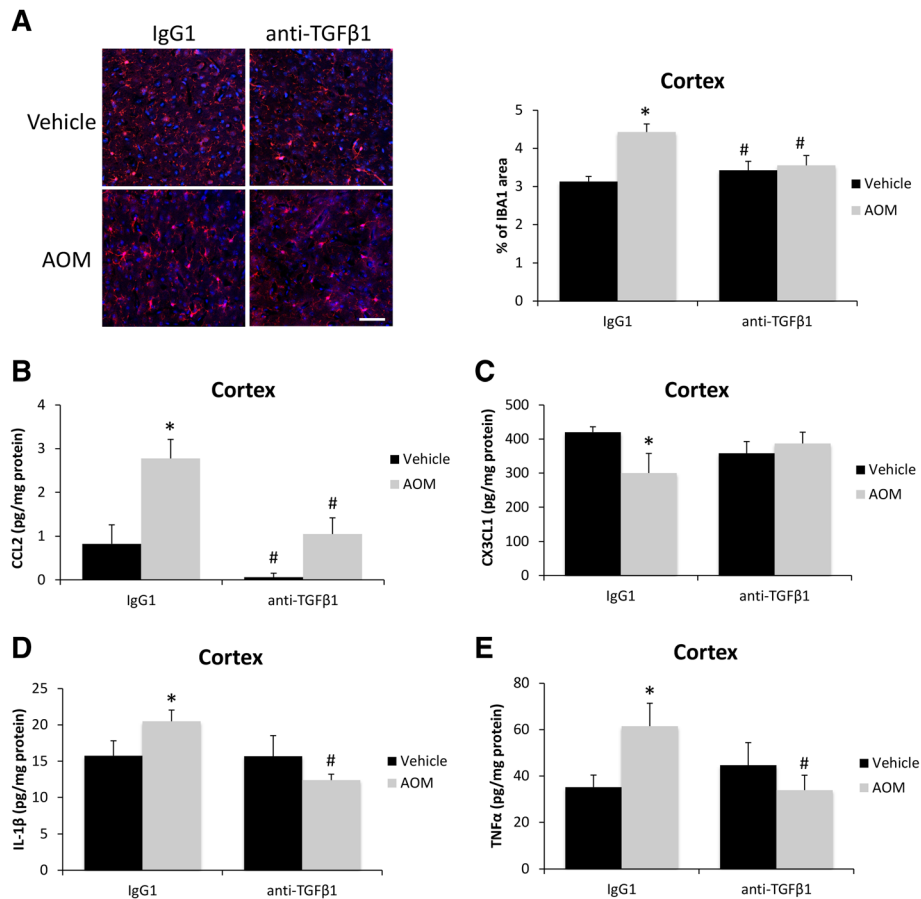 A
IgG1 anti-TGFβ1
Vehicle
AOM
Cortex
% of IBA1 area
5
4
3
2
1
0
*
#
#
IgG1 anti-TGFβ1
Vehicle
AOM
B
Cortex
CCL2 (pg/mg protein)
4
3
2
1
0
*
#
#
IgG1 anti-TGFβ1
Vehicle
AOM
C
Cortex
CX3CL1 (pg/mg protein)
500
400
300
200
100
0
*
IgG1 anti-TGFβ1
Vehicle
AOM
D
Cortex
IL-1β (pg/mg protein)
25
20
15
10
5
0
*
#
IgG1 anti-TGFβ1
Vehicle
AOM
E
Cortex
TNFα (pg/mg protein)
80
60
40
20
0
*
#
IgG1 anti-TGFβ1
Vehicle
AOM